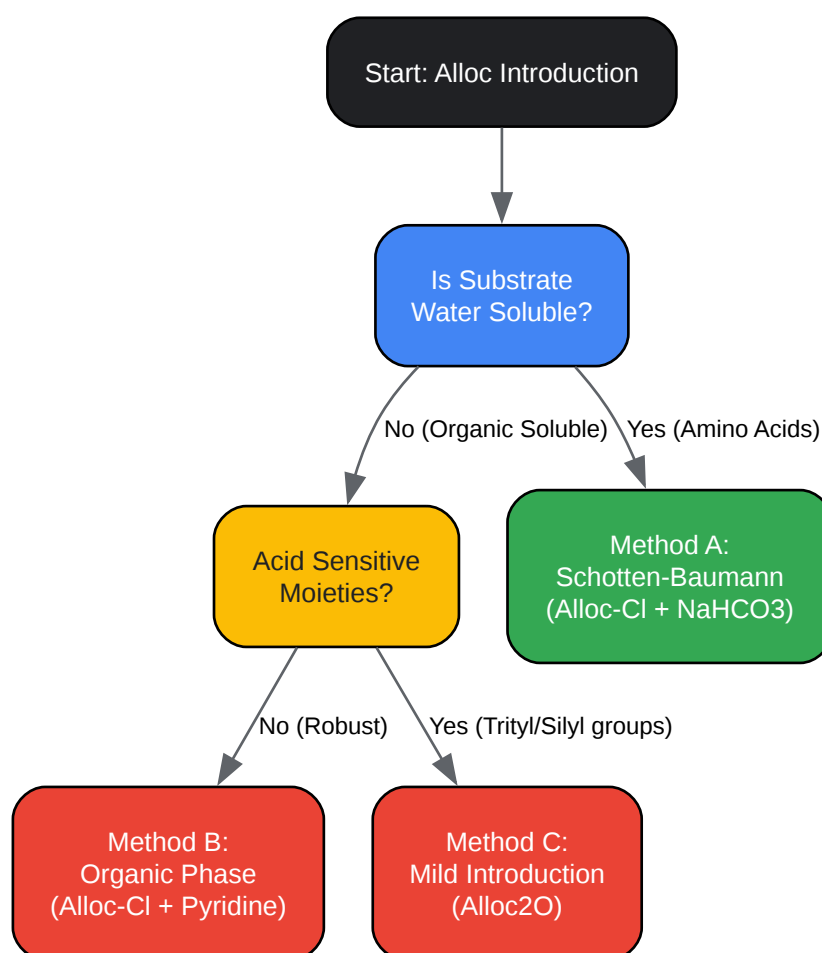 Start: Alloc Introduction
Is Substrate
Water Soluble?
No (Organic Soluble)
Yes (Amino Acids)
Acid Sensitive
Moieties?
Method A:
Schotten-Baumann
(Alloc-Cl + NaHCO3)
No (Robust)
Yes (Trityl/Silyl groups)
Method B:
Organic Phase
(Alloc-Cl + Pyridine)
Method C:
Mild Introduction
(Alloc2O)